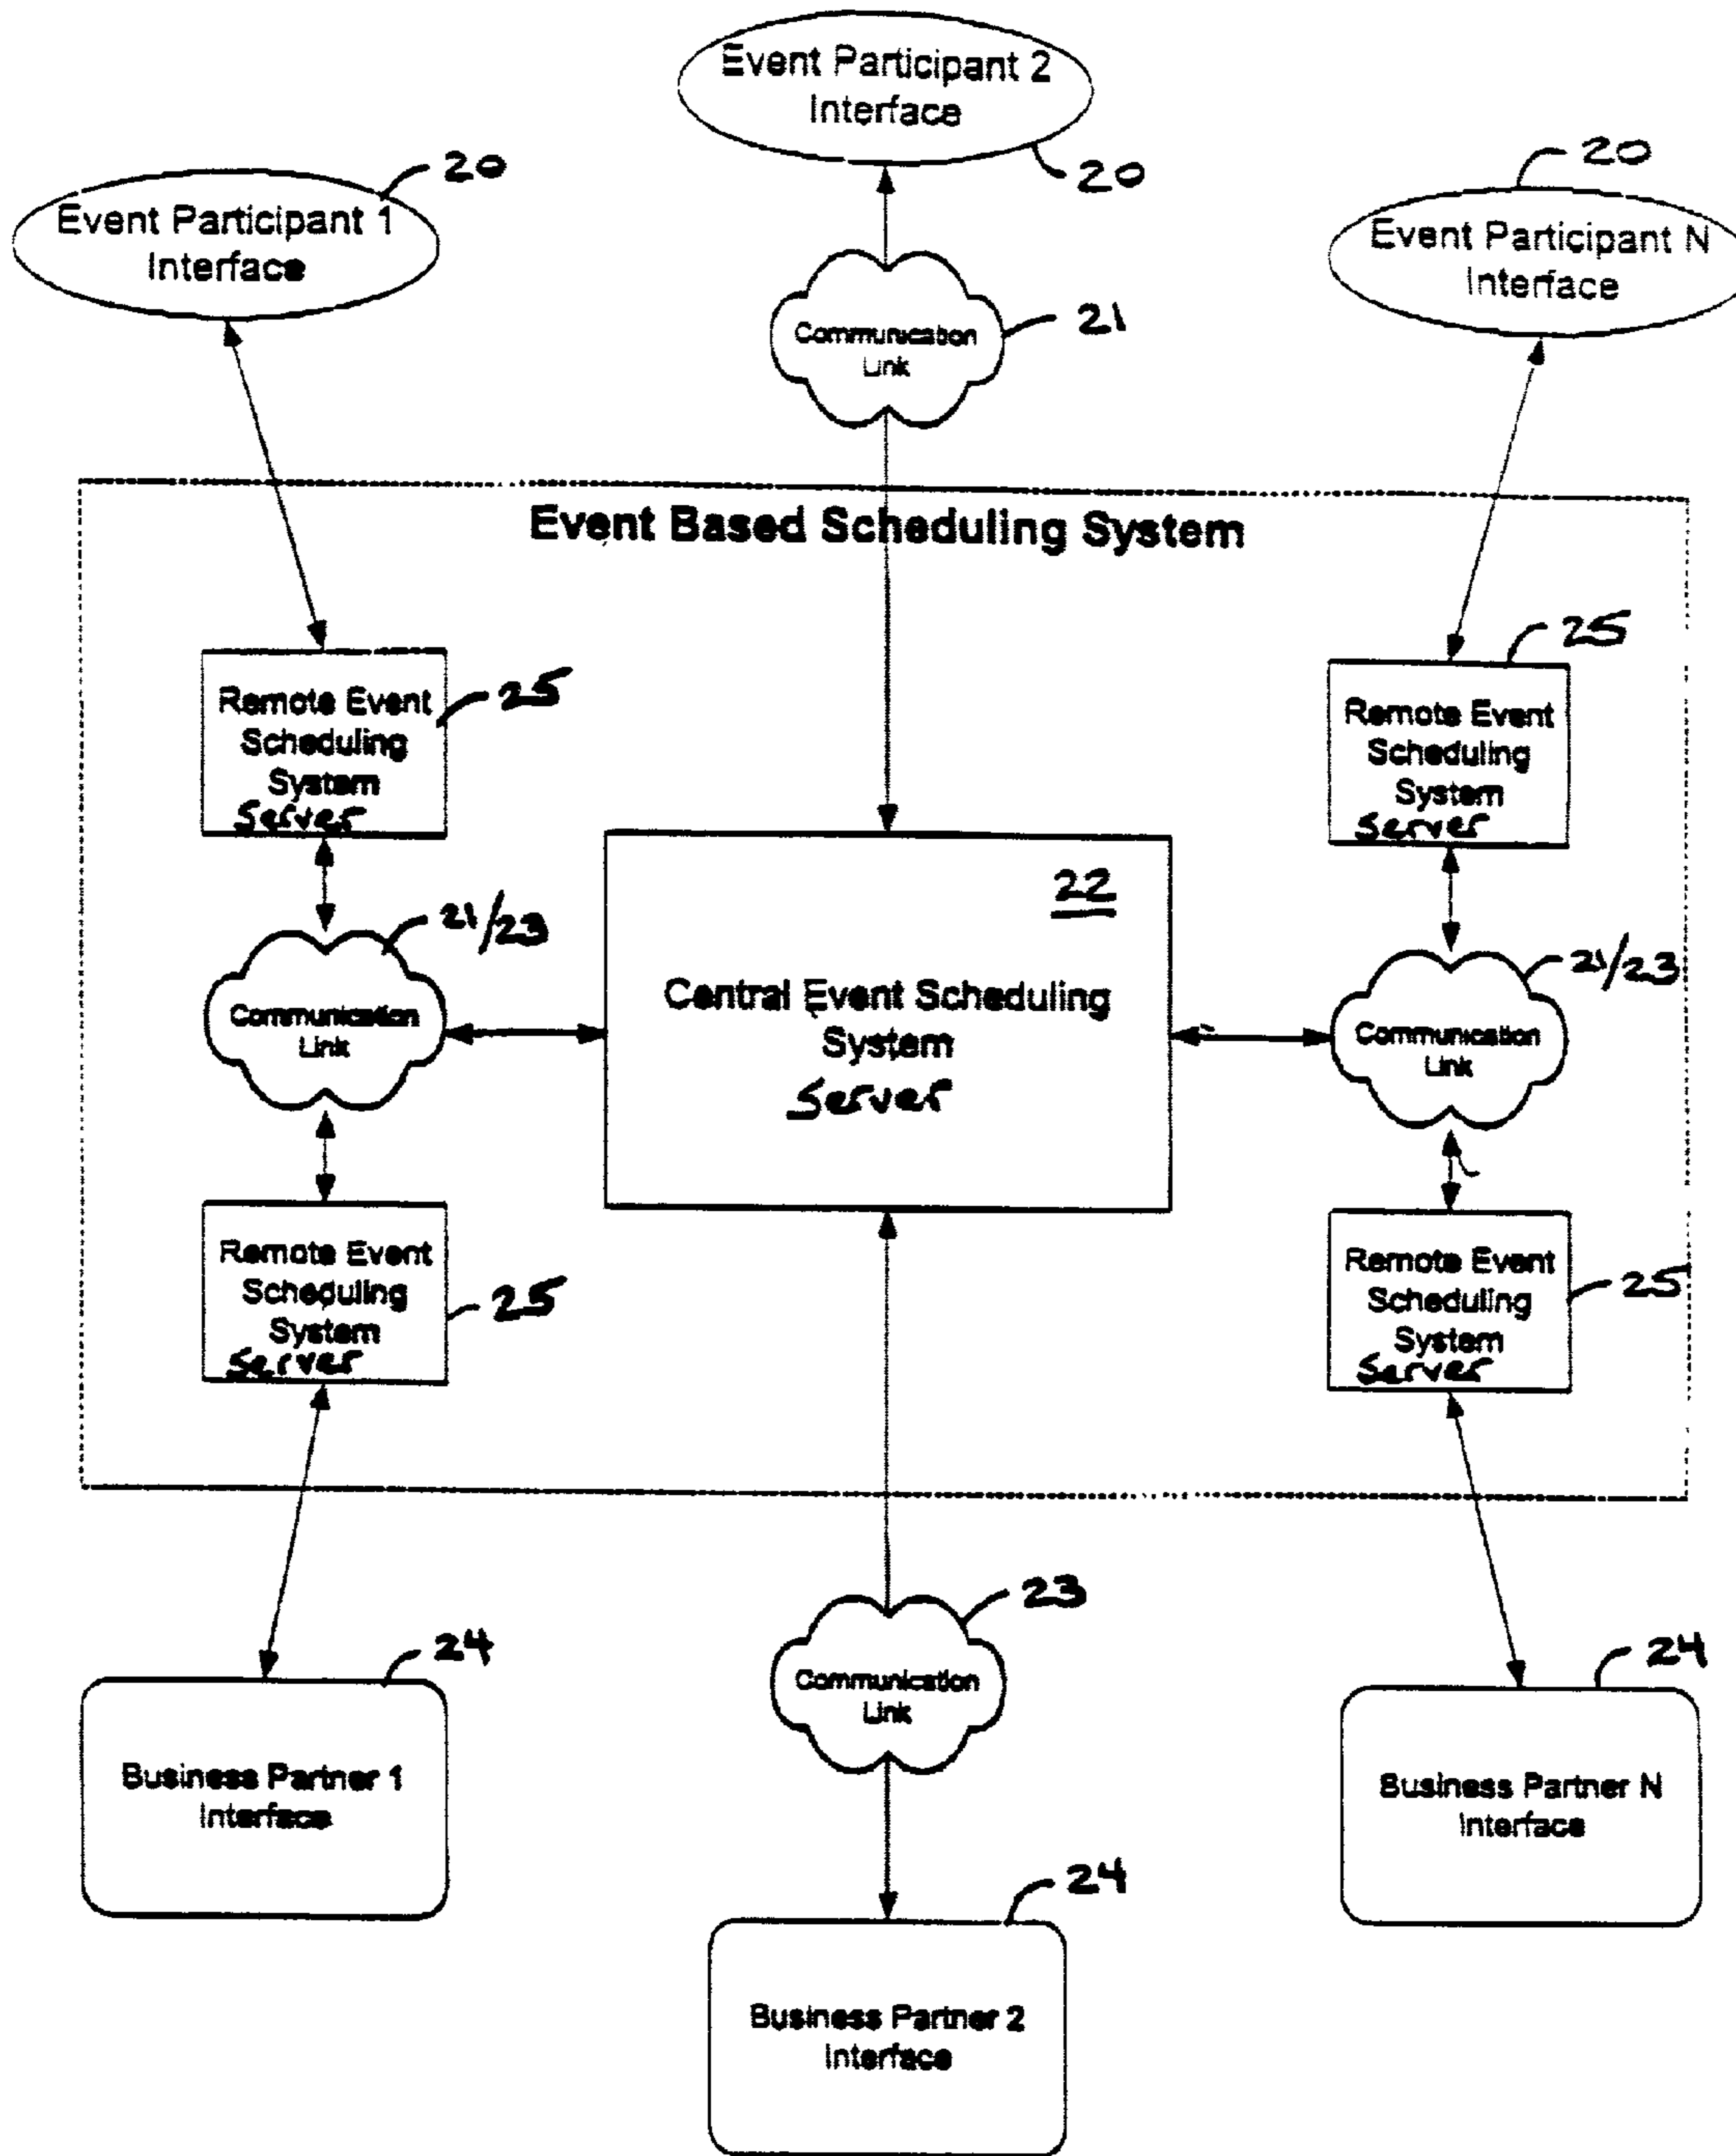 Event Participant 2
Interface
20
20
Event Participant 1
Interface
20
Event Participant N
Interface
Communication
Link
21
Event Based Scheduling System
Remote Event
Scheduling
System
Server
25
25
Remote Event
Scheduling
System
Server
22
Central Event Scheduling
System
Server
21/23
Communication
Link
21/23
Communication
Link
Remote Event
Scheduling
System
Server
25
Remote Event
Scheduling
System
Server
25
23
Communication
Link
24
Business Partner 1
Interface
24
Business Partner N
Interface
24
Business Partner 2
Interface